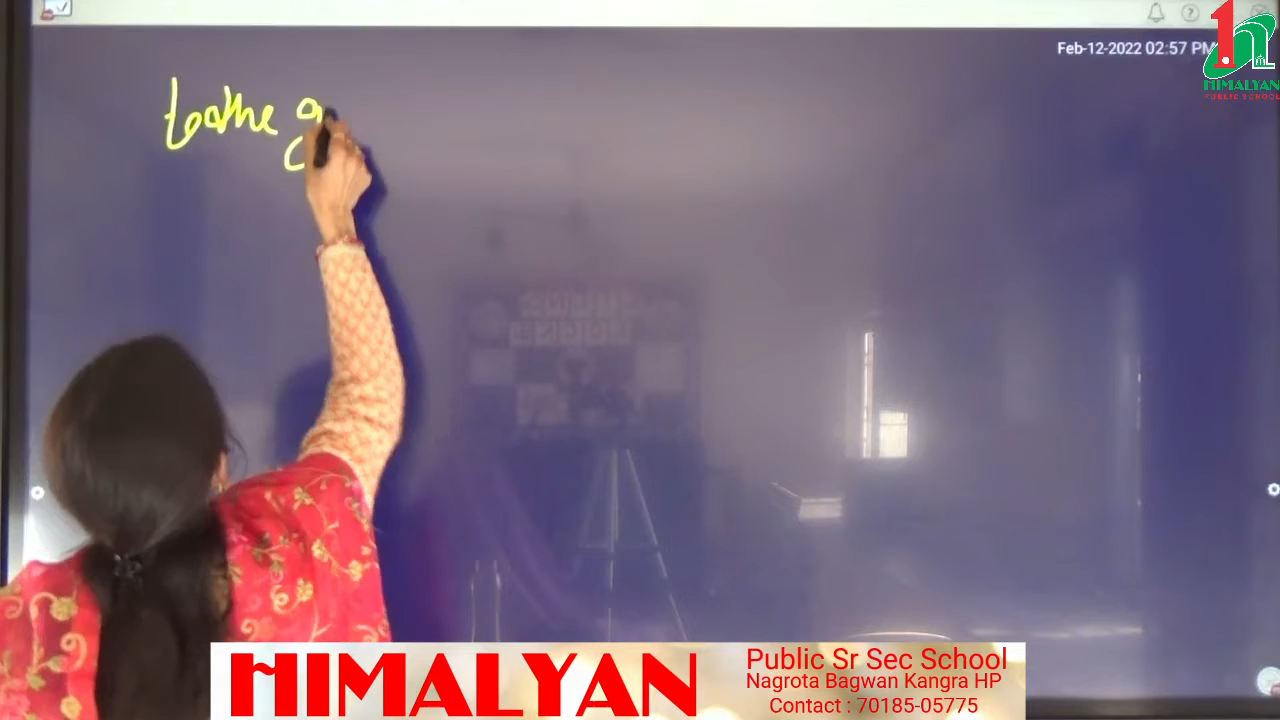 Feb-12-2022 02:57 PM
HIMALYAN
PUBLIC SCHOOL
HIMALYAN
Public Sr Sec School
Nagrota Bagwan Kangra HP
Contact : 70185-05775